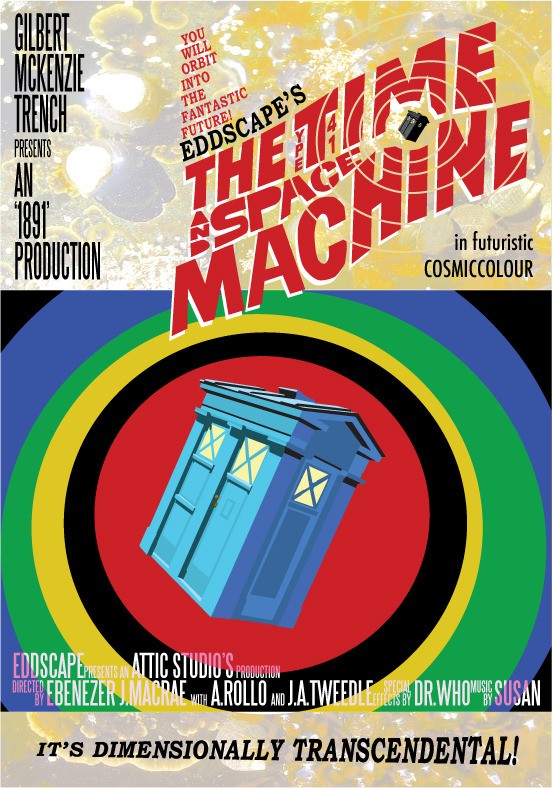 GILBERT
MCKENZIE
TRENCH
PRESENTS
AN
'1891'
PRODUCTION
YOU
WILL
ORBIT
INTO
THE
FANTASTIC
FUTURE!
EDDSCAPE'S
THE TIME
TYPE 41
AND SPACE
MACHINE
in futuristic
COSMICCOLOUR
EDDSCAPE PRESENTS AN ATTIC STUDIO'S PRODUCTION
DIRECTED BY EBENEZER J.MACRAE WITH A.ROLLO AND J.A.TWEEDLE SPECIAL EFFECTS BY DR.WHO MUSIC BY SUSAN
IT'S DIMENSIONALLY TRANSCENDENTAL!